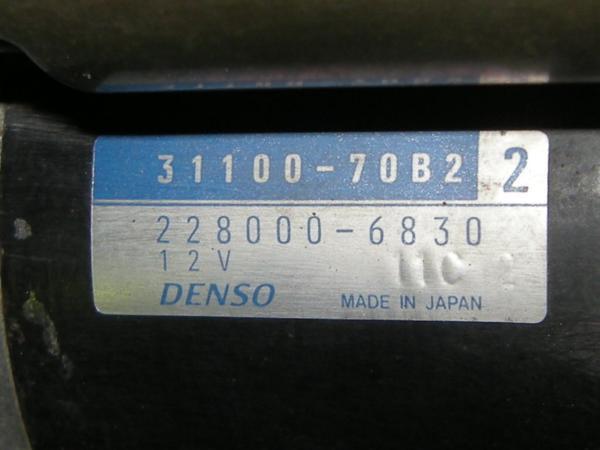 31100-70B2 2
228000-6830
12V
DENSO MADE IN JAPAN